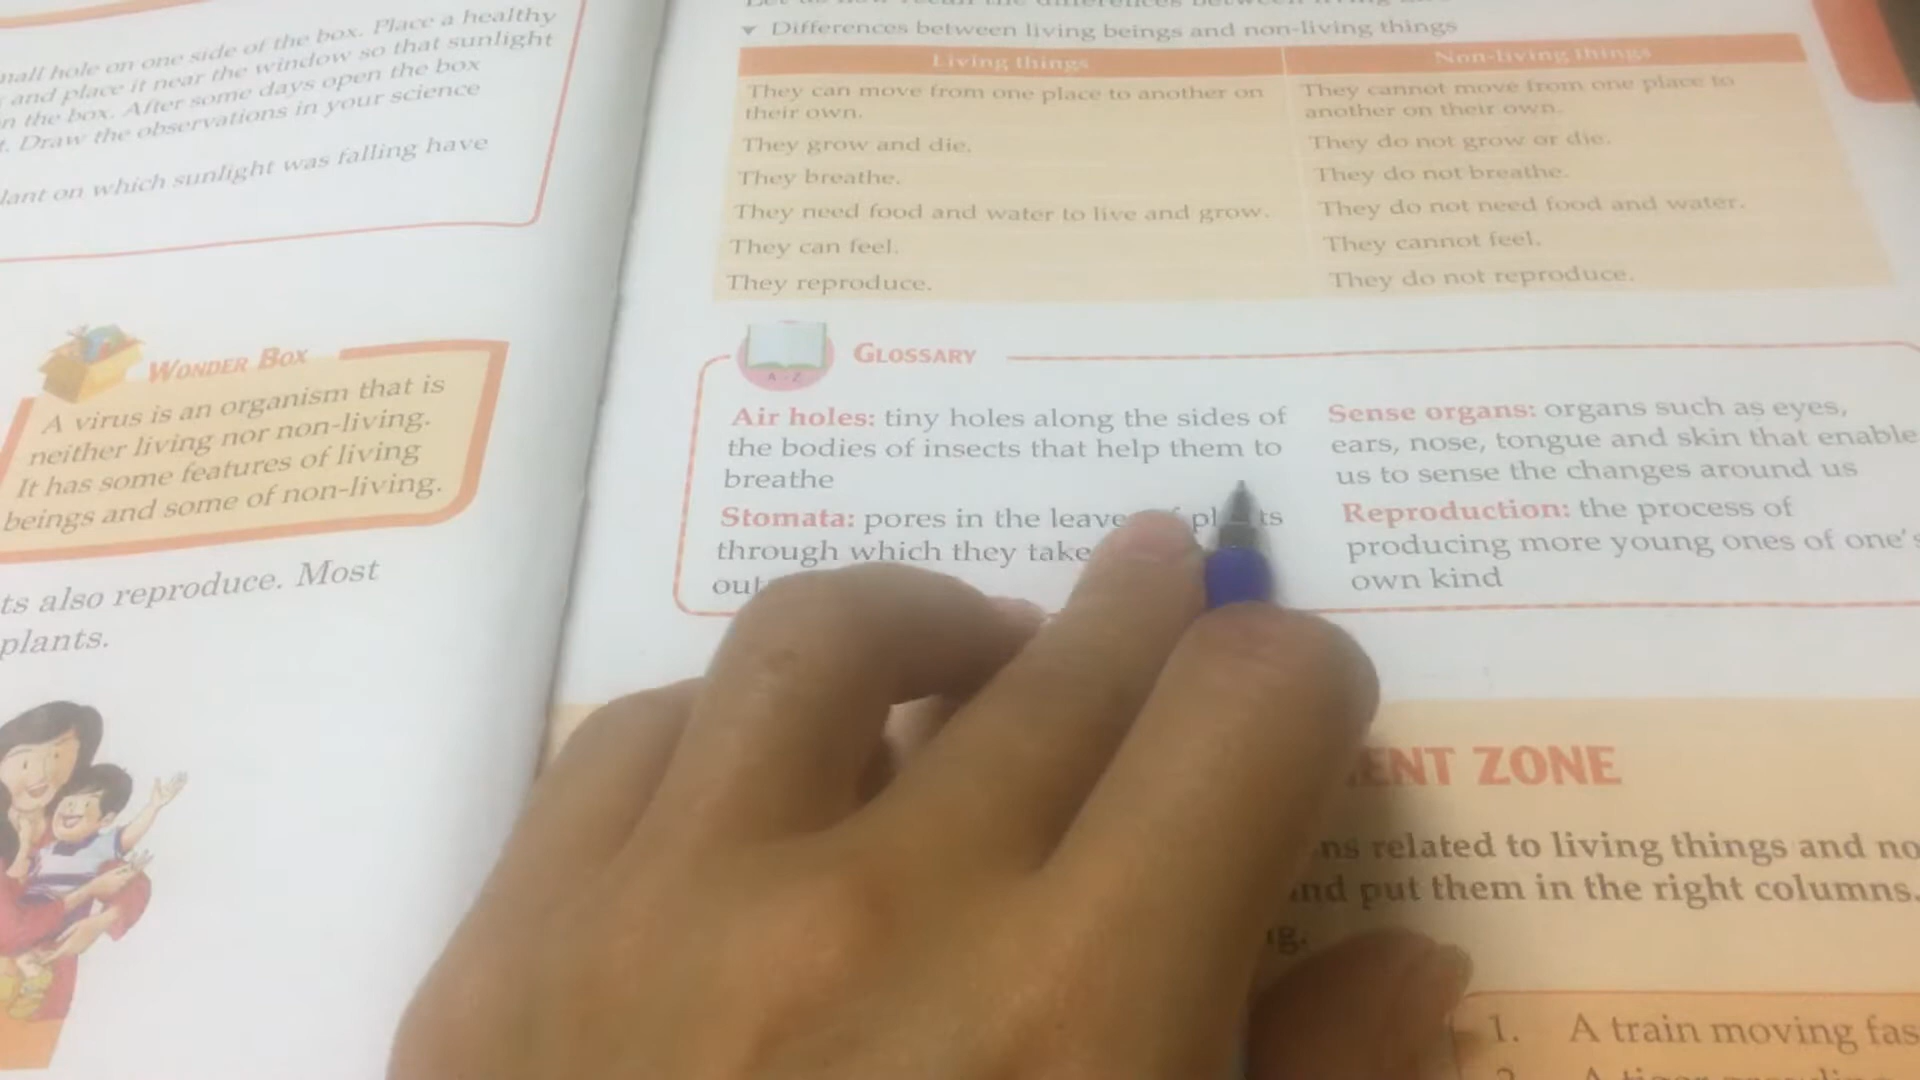 nall hole on one side of the box. Place a healthy
and place it near the window so that sunlight
n the box. After some days open the box
t. Draw the observations in your science
lant on which sunlight was falling have
WONDER BOX
A virus is an organism that is
neither living nor non-living.
It has some features of living
beings and some of non-living.
ts also reproduce. Most
plants.
Differences between living beings and non-living things
Living things
Non-living things
They can move from one place to another on
their own.
They cannot move from one place to
another on their own.
They grow and die.
They do not grow or die.
They breathe.
They do not breathe.
They need food and water to live and grow.
They do not need food and water.
They can feel.
They cannot feel.
They reproduce.
They do not reproduce.
A-Z
GLOSSARY
Air holes: tiny holes along the sides of
the bodies of insects that help them to
breathe
Stomata: pores in the leave
through which they take
out
Sense organs: organs such as eyes,
ears, nose, tongue and skin that enable
us to sense the changes around us
Reproduction: the process of
producing more young ones of one's
own kind
ENT ZONE
ns related to living things and no
nd put them in the right columns.
g.
1. A train moving fas